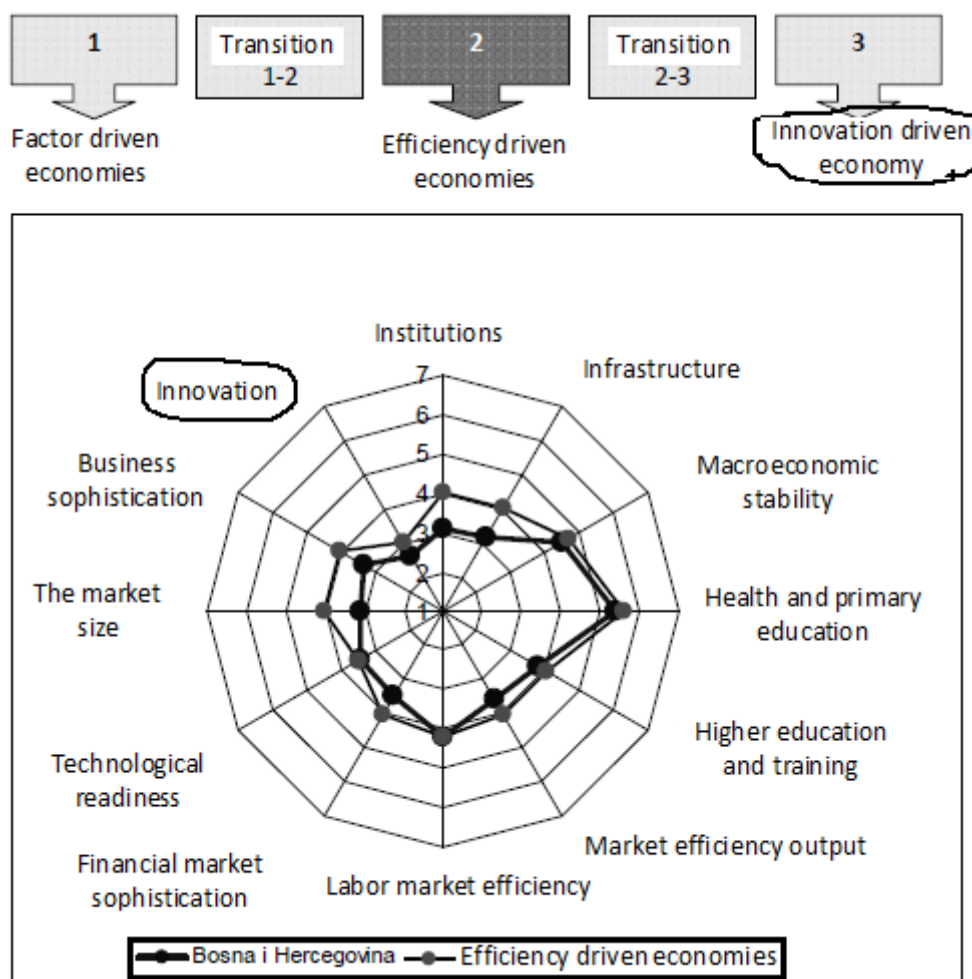 1
Transition
1-2
2
Transition
2-3
3
Factor driven
economies
Efficiency driven
economies
Innovation driven
economy
Institutions
Infrastructure
Innovation
Macroeconomic
stability
Business
sophistication
Health and primary
education
The market
size
Higher education
and training
Technological
readiness
Market efficiency output
Financial market
sophistication
Labor market efficiency
7
6
5
4
3
2
1
Bosna i Hercegovina
Efficiency driven economies